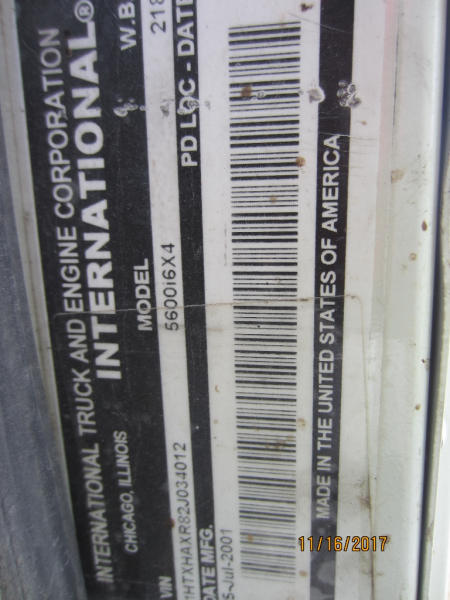 INTERNATIONAL TRUCK AND ENGINE CORPORATION
INTERNATIONAL®
CHICAGO, ILLINOIS
MODEL
W.B.
5600i6X4
218
VIN
HTXHAXR82J034012
PD LOC - DATE
DATE MFG.
5-Jul-2001
MADE IN THE UNITED STATES OF AMERICA
11/16/2017